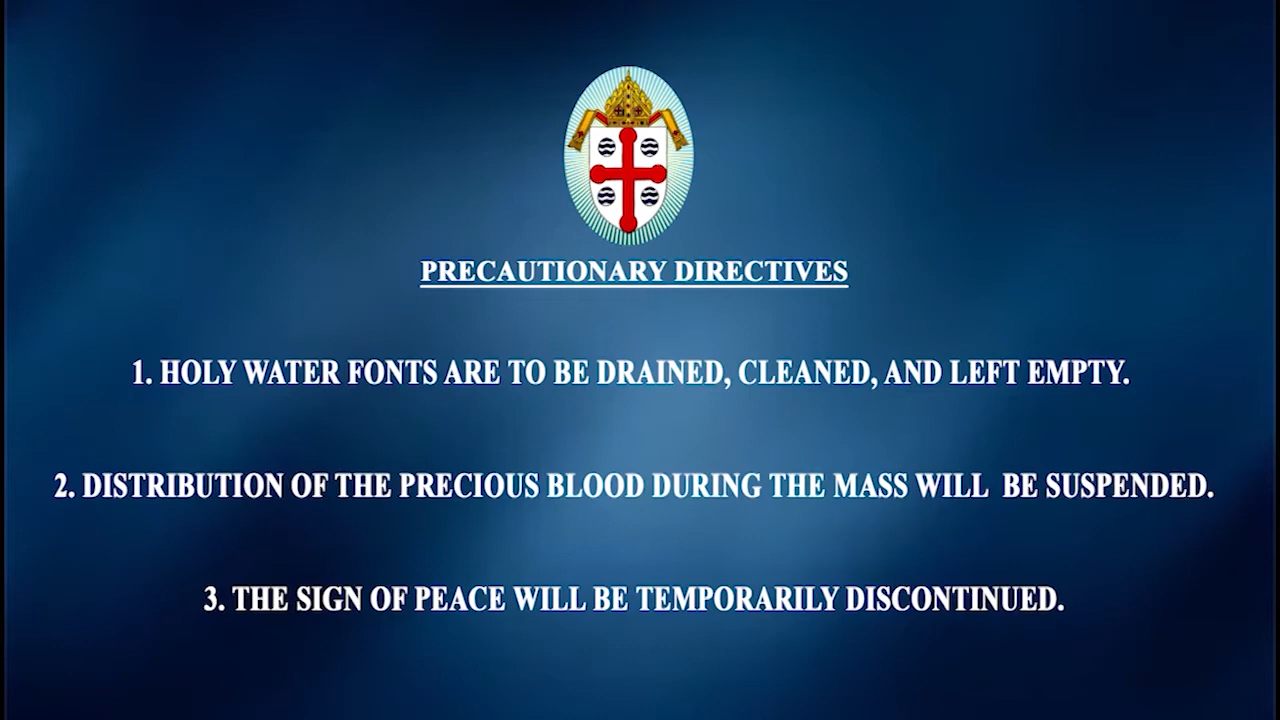 PRECAUTIONARY DIRECTIVES
1. HOLY WATER FONTS ARE TO BE DRAINED, CLEANED, AND LEFT EMPTY.
2. DISTRIBUTION OF THE PRECIOUS BLOOD DURING THE MASS WILL  BE SUSPENDED.
3. THE SIGN OF PEACE WILL BE TEMPORARILY DISCONTINUED.